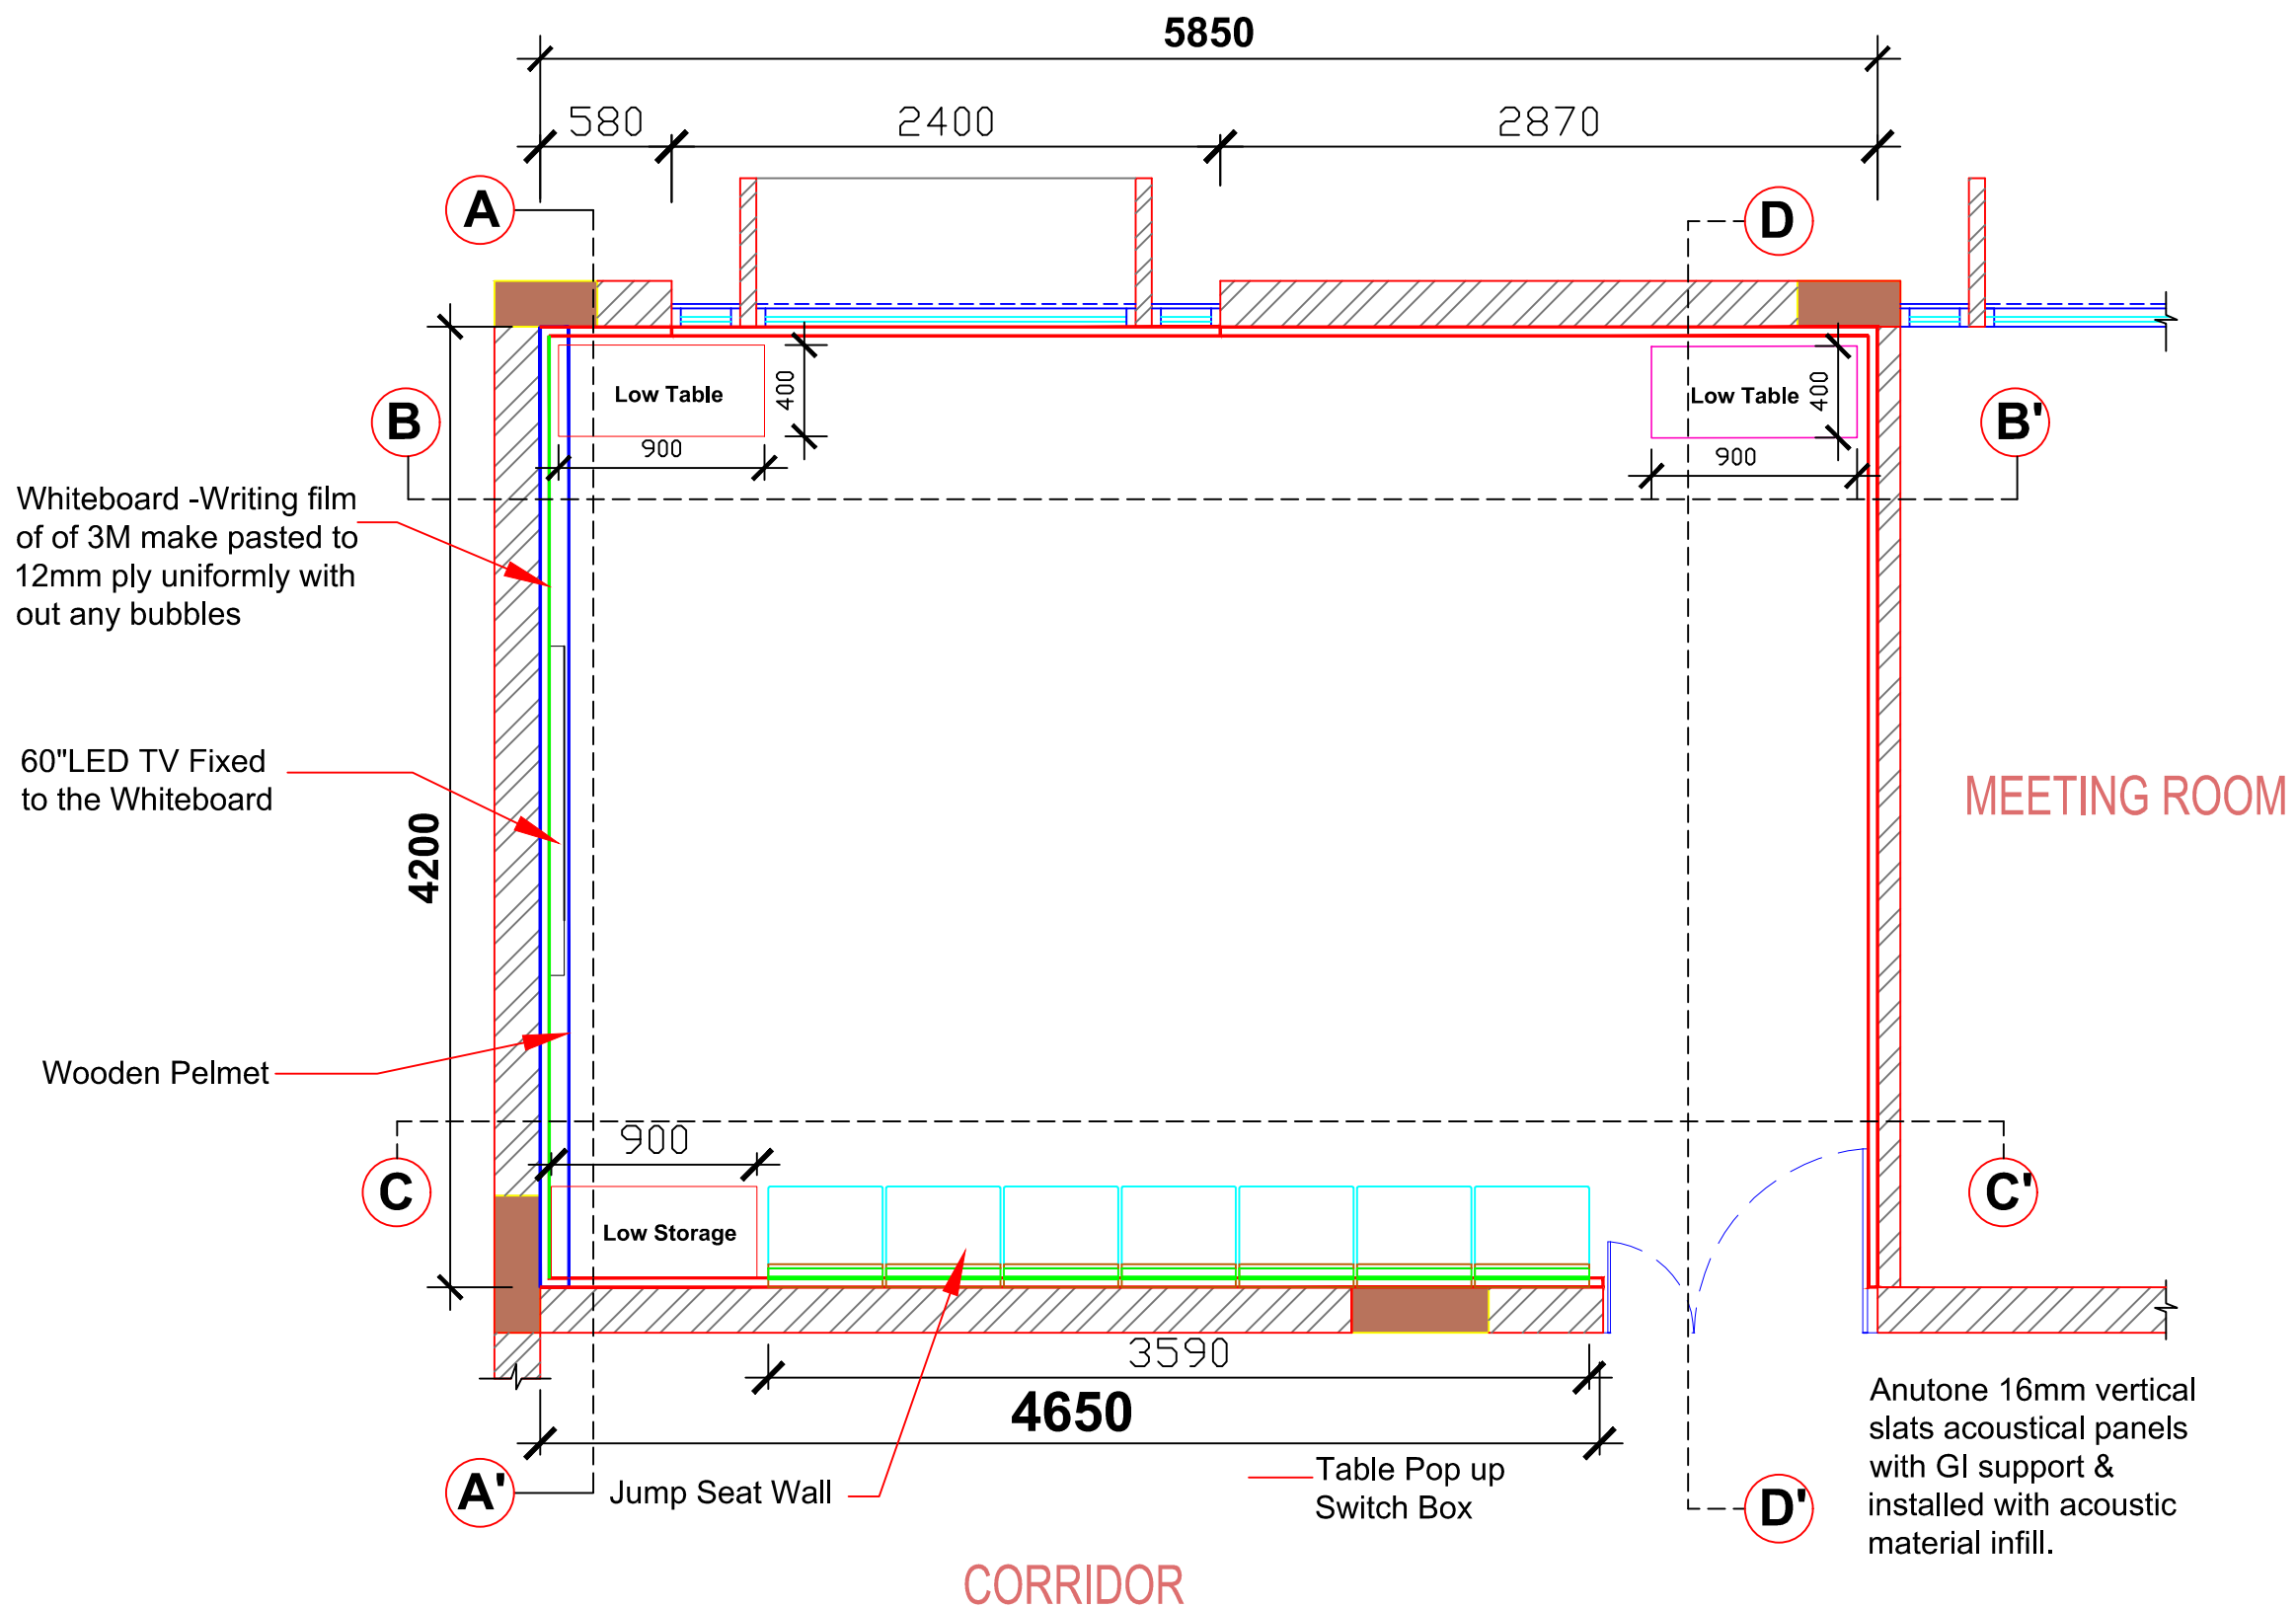 5850
580
2400
2870
A
D
Low Table
400
900
Low Table
400
900
B
B'
Whiteboard -Writing film
of of 3M make pasted to
12mm ply uniformly with
out any bubbles
60"LED TV Fixed
to the Whiteboard
4200
MEETING ROOM
Wooden Pelmet
900
C
C'
Low Storage
3590
4650
Anutone 16mm vertical
slats acoustical panels
with GI support &
installed with acoustic
material infill.
A'
Jump Seat Wall
Table Pop up
Switch Box
D'
CORRIDOR